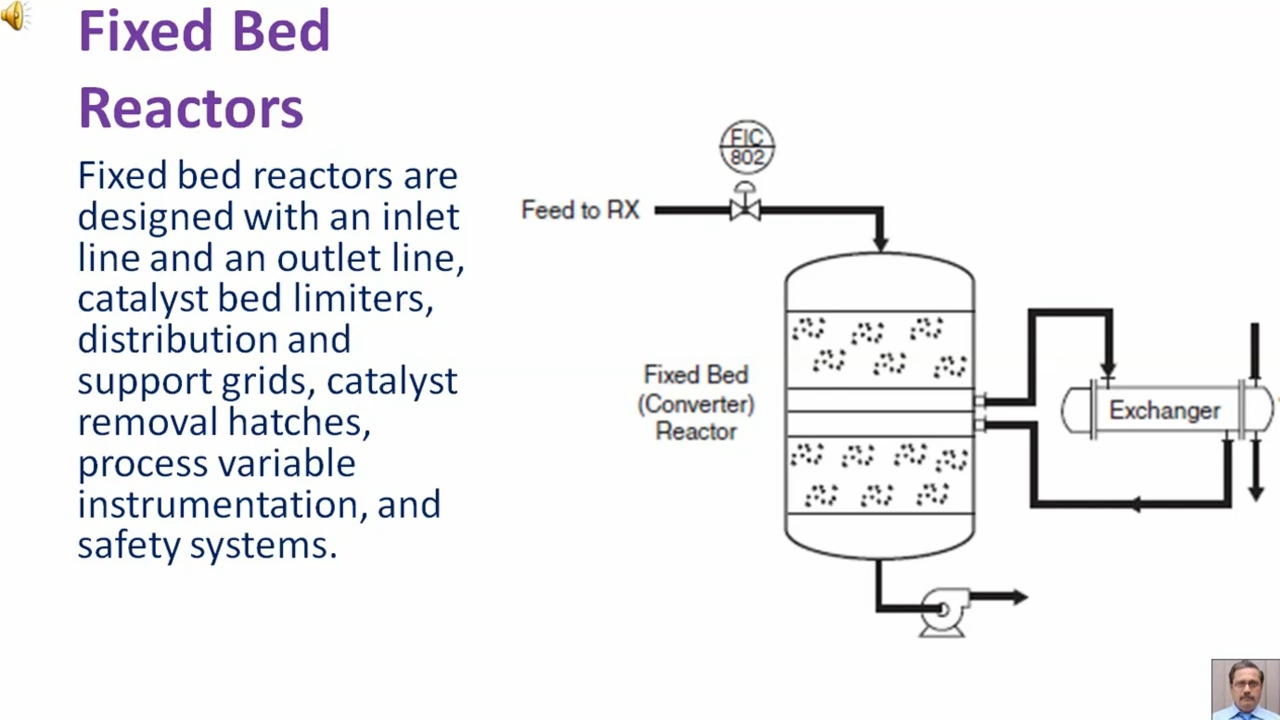 Fixed Bed
Reactors
Fixed bed reactors are
designed with an inlet
line and an outlet line,
catalyst bed limiters,
distribution and
support grids, catalyst
removal hatches,
process variable
instrumentation, and
safety systems.
FIC
802
Feed to RX
Fixed Bed
(Converter)
Reactor
Exchanger